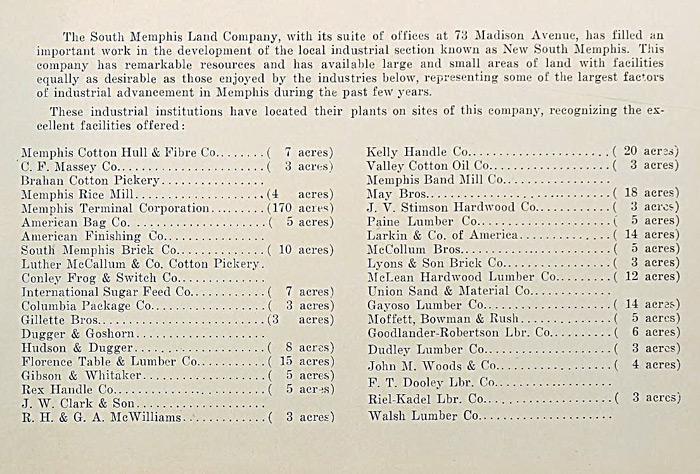 The South Memphis Land Company, with its suite of offices at 73 Madison Avenue, has filled an
important work in the development of the local industrial section known as New South Memphis. This
company has remarkable resources and has available large and small areas of land with facilities
equally as desirable as those enjoyed by the industries below, representing some of the largest factors
of industrial advancement in Memphis during the past few years.
These industrial institutions have located their plants on sites of this company, recognizing the ex-
cellent facilities offered:
Memphis Cotton Hull & Fibre Co........( 7 acres)
C. F. Massey Co......................( 3 acres)
Brahan Cotton Pickery................
Memphis Rice Mill....................(4 acres)
Memphis Terminal Corporation........(170 acres)
American Bag Co. ....................( 5 acres)
American Finishing Co................
South Memphis Brick Co..............( 10 acres)
Luther McCallum & Co. Cotton Pickery.
Conley Frog & Switch Co..............
International Sugar Feed Co..........( 7 acres)
Columbia Package Co..................( 3 acres)
Gillette Bros........................(3 acres)
Dugger & Goshorn.....................
Hudson & Dugger......................( 8 acres)
Florence Table & Lumber Co..........( 15 acres)
Gibson & Whitaker....................( 5 acres)
Rex Handle Co........................( 5 acres)
J. W. Clark & Son....................
R. H. & G. A. McWilliams.............( 3 acres)
Kelly Handle Co.....................( 20 acres)
Valley Cotton Oil Co.................( 3 acres)
Memphis Band Mill Co.................
May Bros............................( 18 acres)
J. V. Stimson Hardwood Co............( 3 acres)
Paine Lumber Co......................( 5 acres)
Larkin & Co. of America.............( 14 acres)
McCollum Bros........................( 5 acres)
Lyons & Son Brick Co.................( 3 acres)
McLean Hardwood Lumber Co...........( 12 acres)
Union Sand & Material Co.............
Gayoso Lumber Co....................( 14 acres)
Moffett, Bowman & Rush...............( 5 acres)
Goodlander-Robertson Lbr. Co.........( 6 acres)
Dudley Lumber Co.....................( 3 acres)
John M. Woods & Co...................( 4 acres)
F. T. Dooley Lbr. Co.................
Riel-Kadel Lbr. Co...................( 3 acres)
Walsh Lumber Co......................